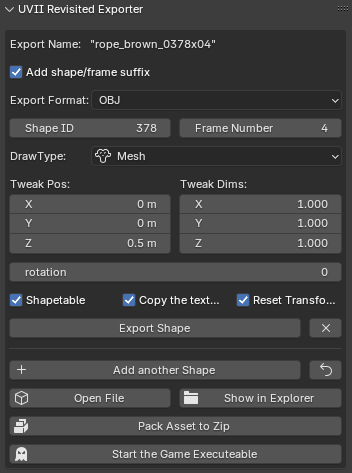 UVII Revisited Exporter
Export Name: "rope_brown_0378x04"
Add shape/frame suffix
Export Format: OBJ
Shape ID 378 Frame Number 4
DrawType: Mesh
Tweak Pos: Tweak Dims:
X 0 m X 1.000
Y 0 m Y 1.000
Z 0.5 m Z 1.000
rotation 0
Shapetable Copy the text... Reset Transfo...
Export Shape
Add another Shape
Open File Show in Explorer
Pack Asset to Zip
Start the Game Executeable